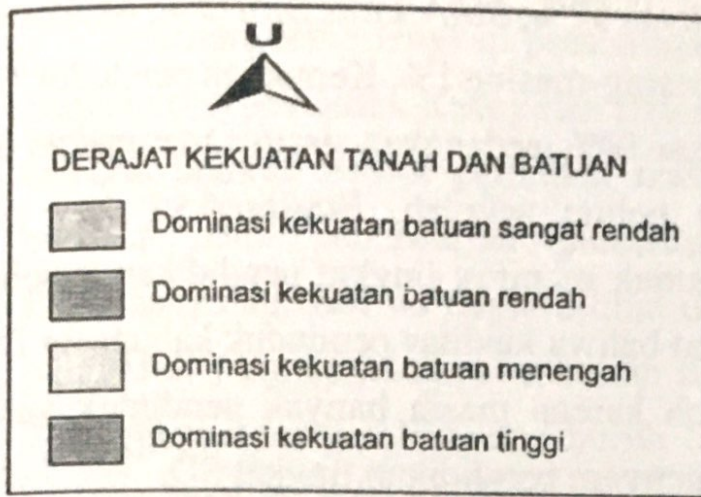 U
DERAJAT KEKUATAN TANAH DAN BATUAN
Dominasi kekuatan batuan sangat rendah
Dominasi kekuatan batuan rendah
Dominasi kekuatan batuan menengah
Dominasi kekuatan batuan tinggi